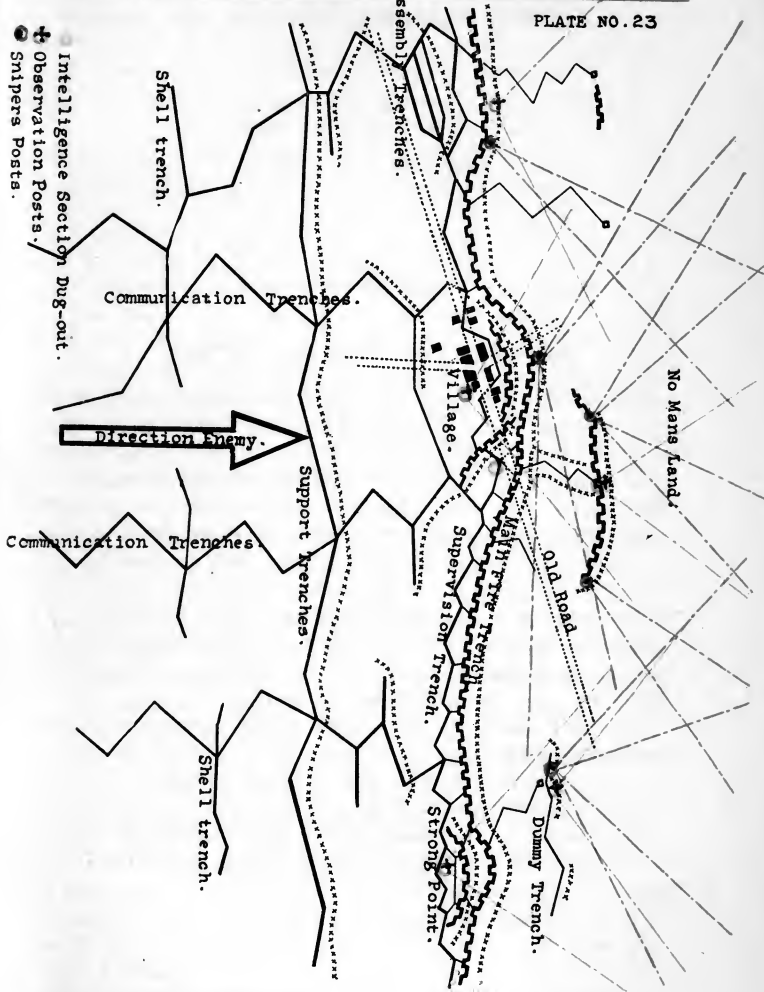 PLATE NO.23
No Mans Land.
Old Road
Dummy Trench.
Main Fire Trench
Supervision Trench.
Strong Point.
Village.
ssembly Trenches.
Support Trenches.
Direction Enemy.
Communication Trenches.
Communication Trenches.
Shell trench.
Shell trench.
Intelligence Section Dug-out.
Observation Posts.
Snipers Posts.